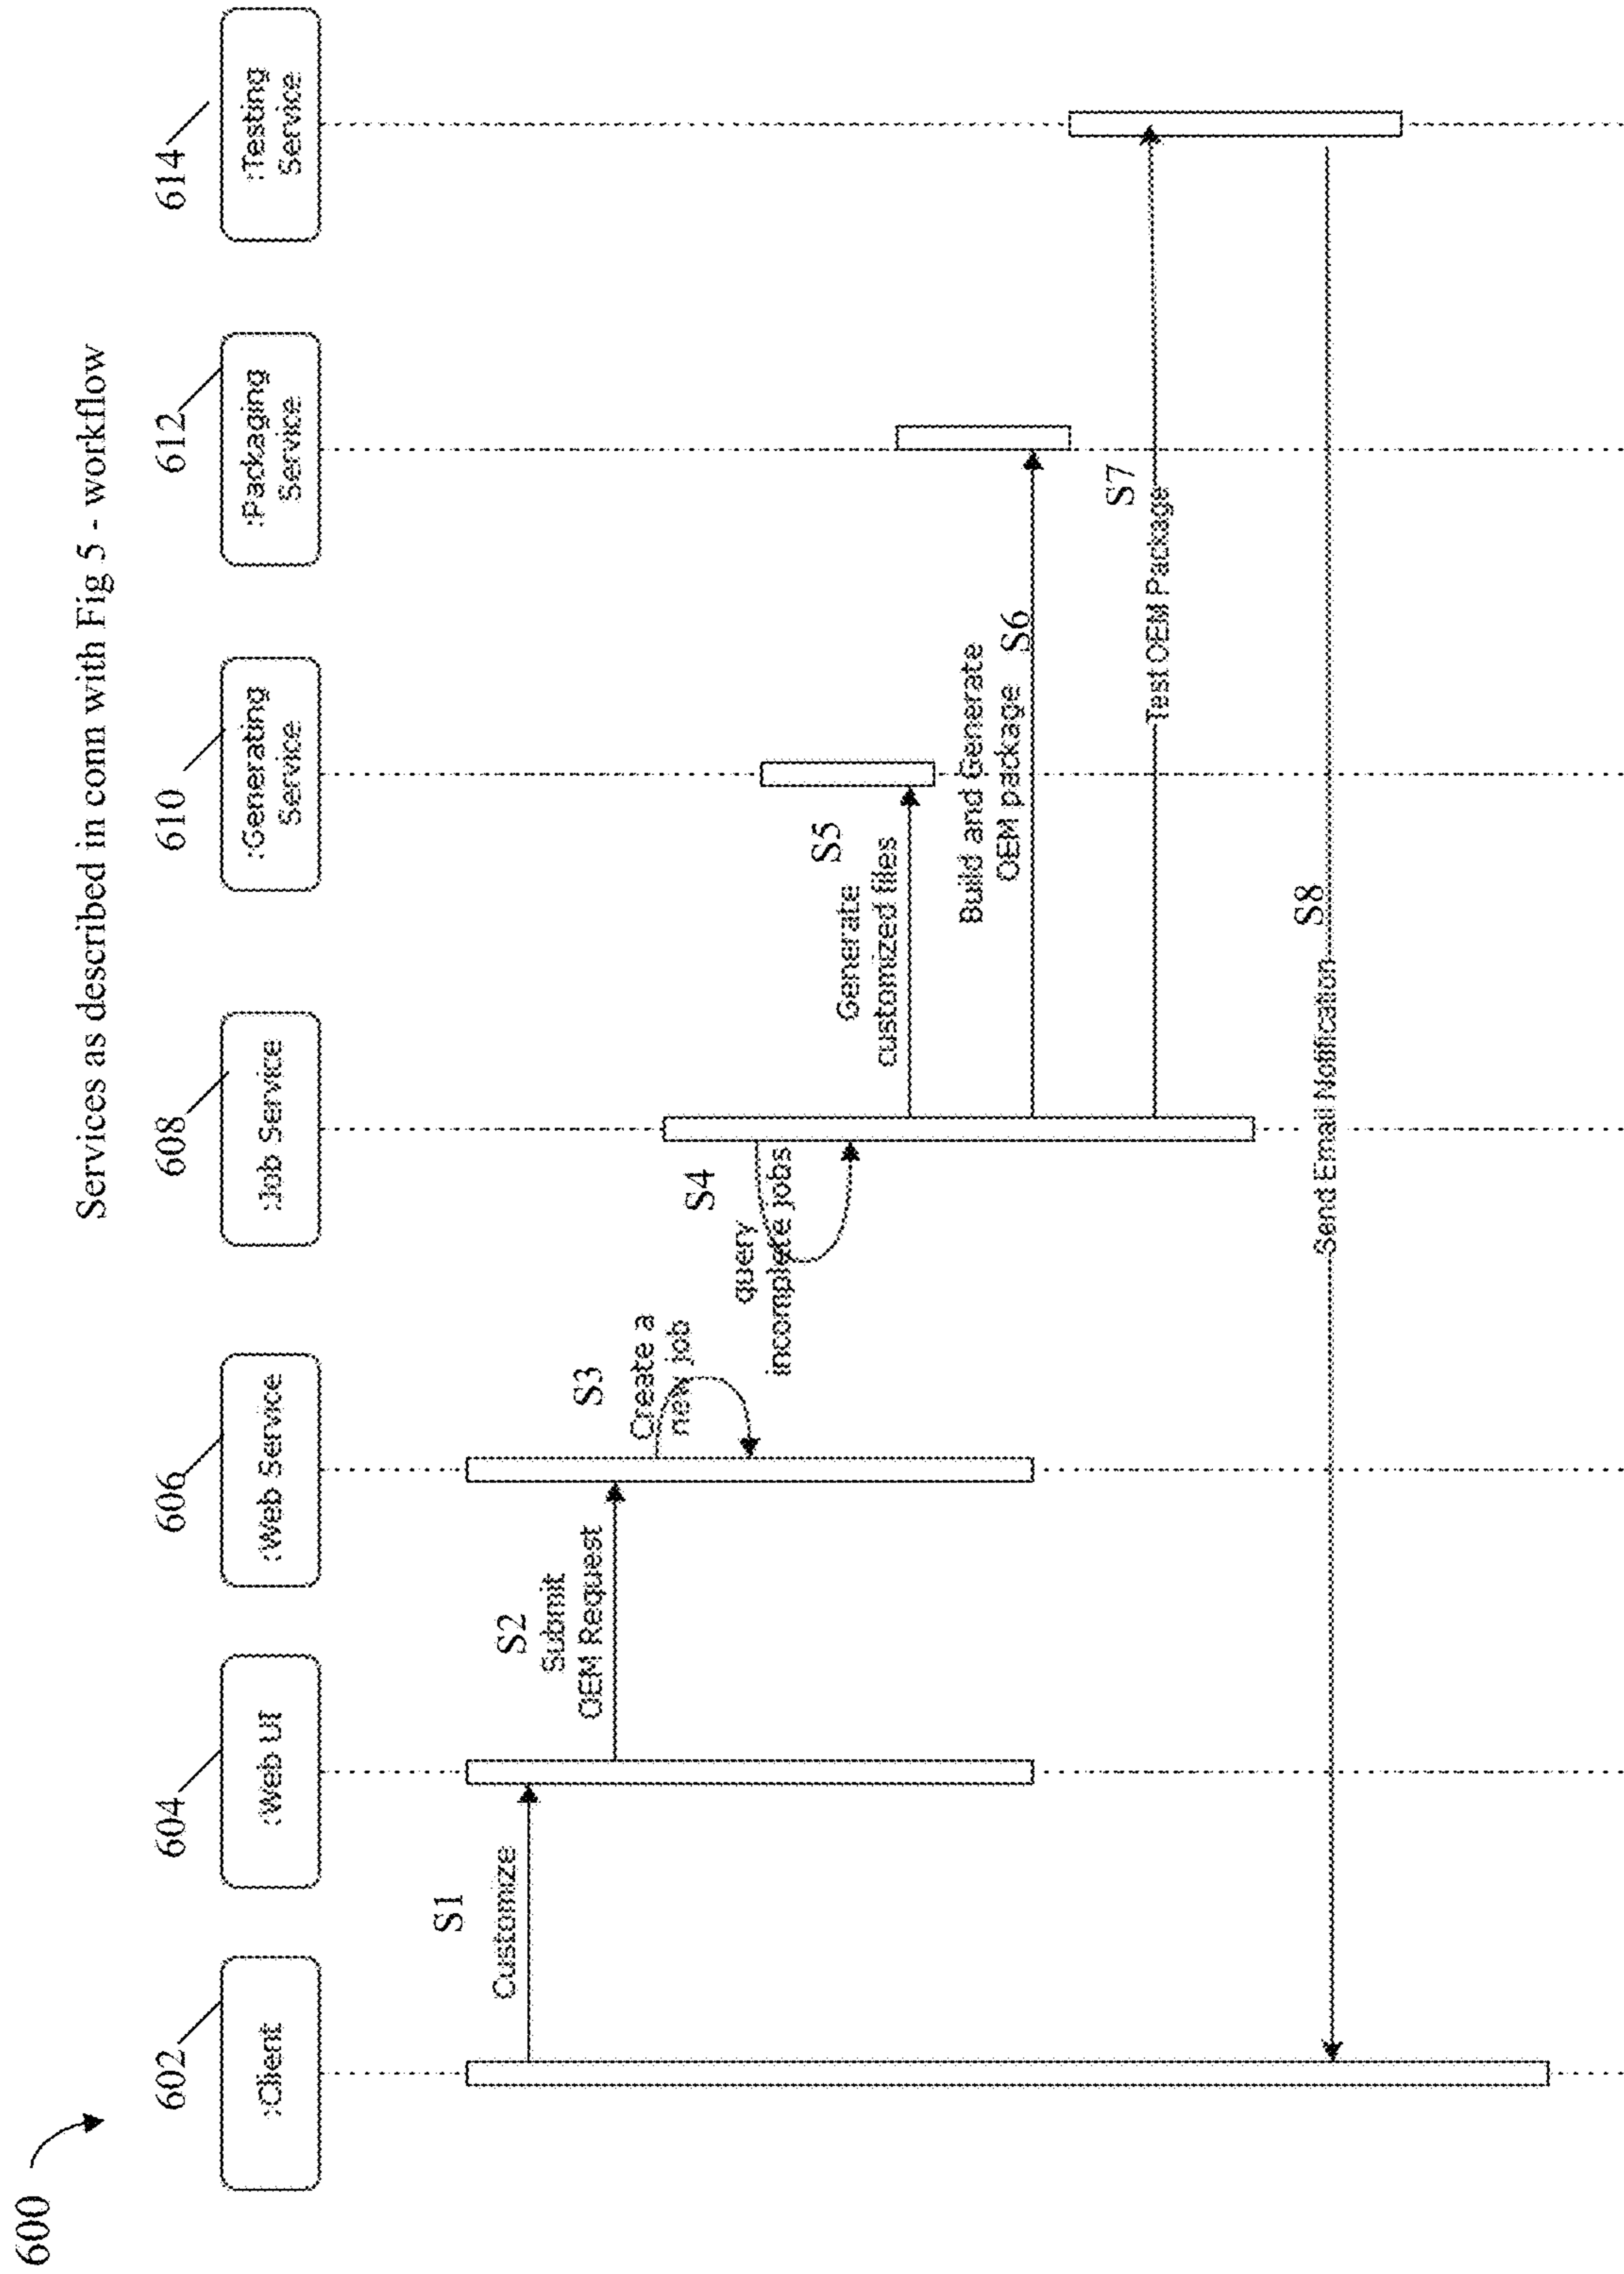 600
Services as described in conn with Fig 5 - workflow
602
604
606
608
610
612
614
:Client
:Web UI
:Web Service
:Job Service
:Generating
Service
:Packaging
Service
:Testing
Service
S1
Customize
S2
Submit
OEM Request
S3
Create a
new job
S4
query
incomplete jobs
S5
Generate
customized files
Build and Generate
OEM package S6
S7
Test OEM Package
S8
Send Email Notification